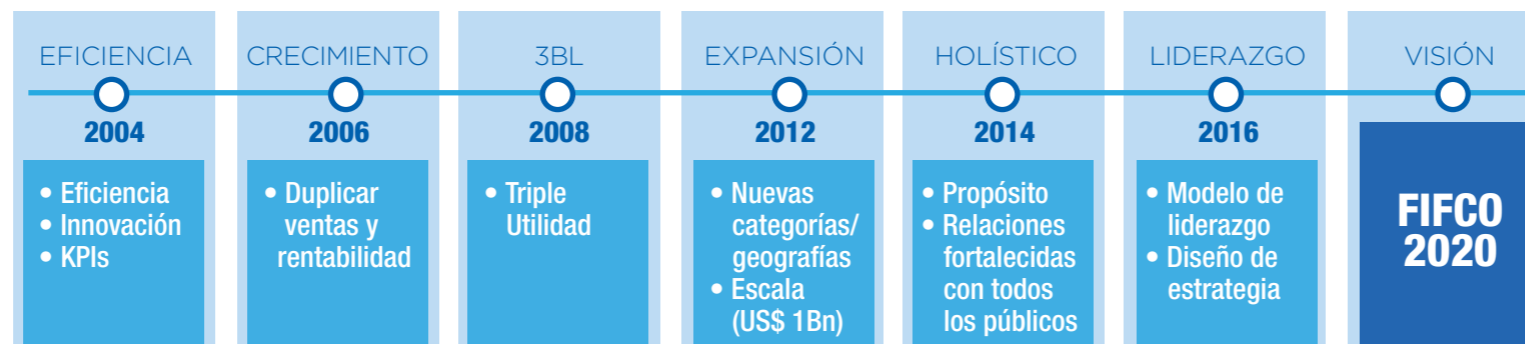 EFICIENCIA
2004
• Eficiencia
• Innovación
• KPIs
CRECIMIENTO
2006
• Duplicar
ventas y
rentabilidad
3BL
2008
• Triple
Utilidad
EXPANSIÓN
2012
• Nuevas
categorías/
geografías
• Escala
(US$ 1Bn)
HOLÍSTICO
2014
• Propósito
• Relaciones
fortalecidas
con todos
los públicos
LIDERAZGO
2016
• Modelo de
liderazgo
• Diseño de
estrategia
VISIÓN
FIFCO
2020